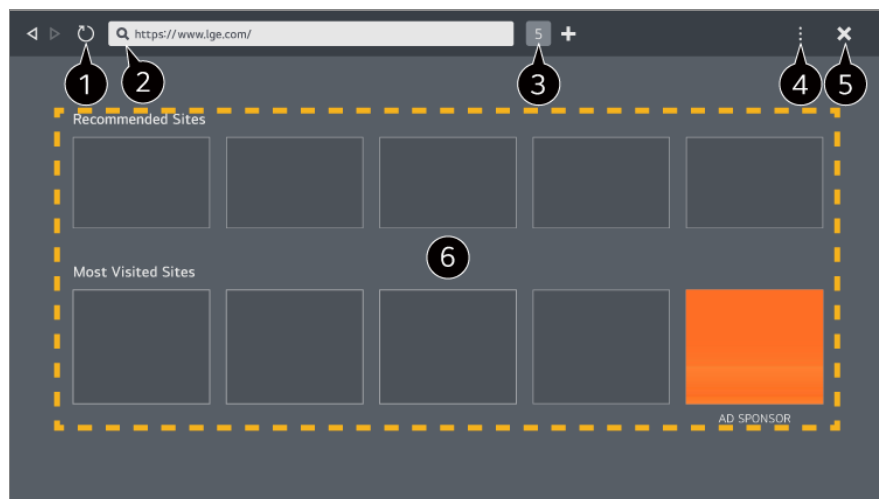 https://www.lge.com/ 5
1 2 3 4 5
Recommended Sites
6
Most Visited Sites
AD SPONSOR